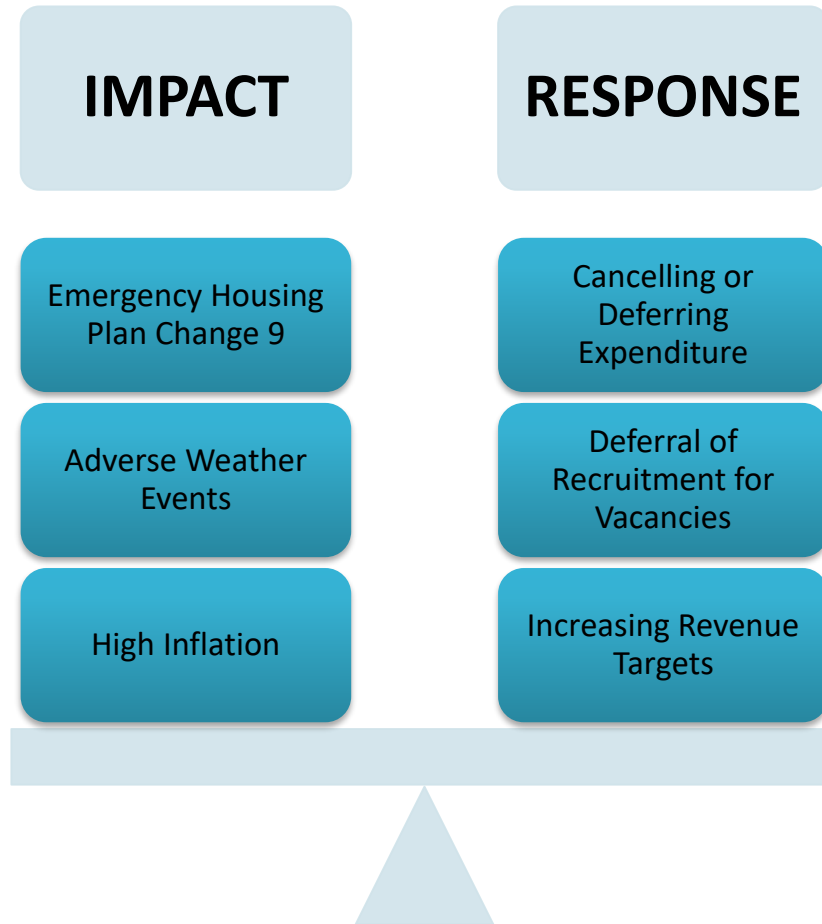 IMPACT
RESPONSE
Emergency Housing
Plan Change 9
Cancelling or
Deferring
Expenditure
Adverse Weather
Events
Deferral of
Recruitment for
Vacancies
High Inflation
Increasing Revenue
Targets